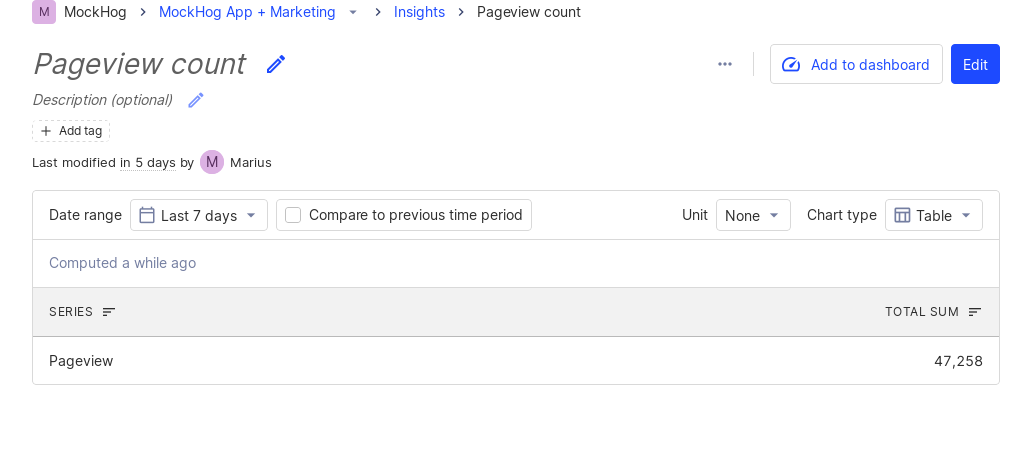 M MockHog MockHog App + Marketing Insights Pageview count
Pageview count
Add to dashboard Edit
Description (optional)
Add tag
Last modified in 5 days by M Marius
Date range Last 7 days Compare to previous time period Unit None Chart type Table
Computed a while ago
SERIES TOTAL SUM
Pageview 47,258